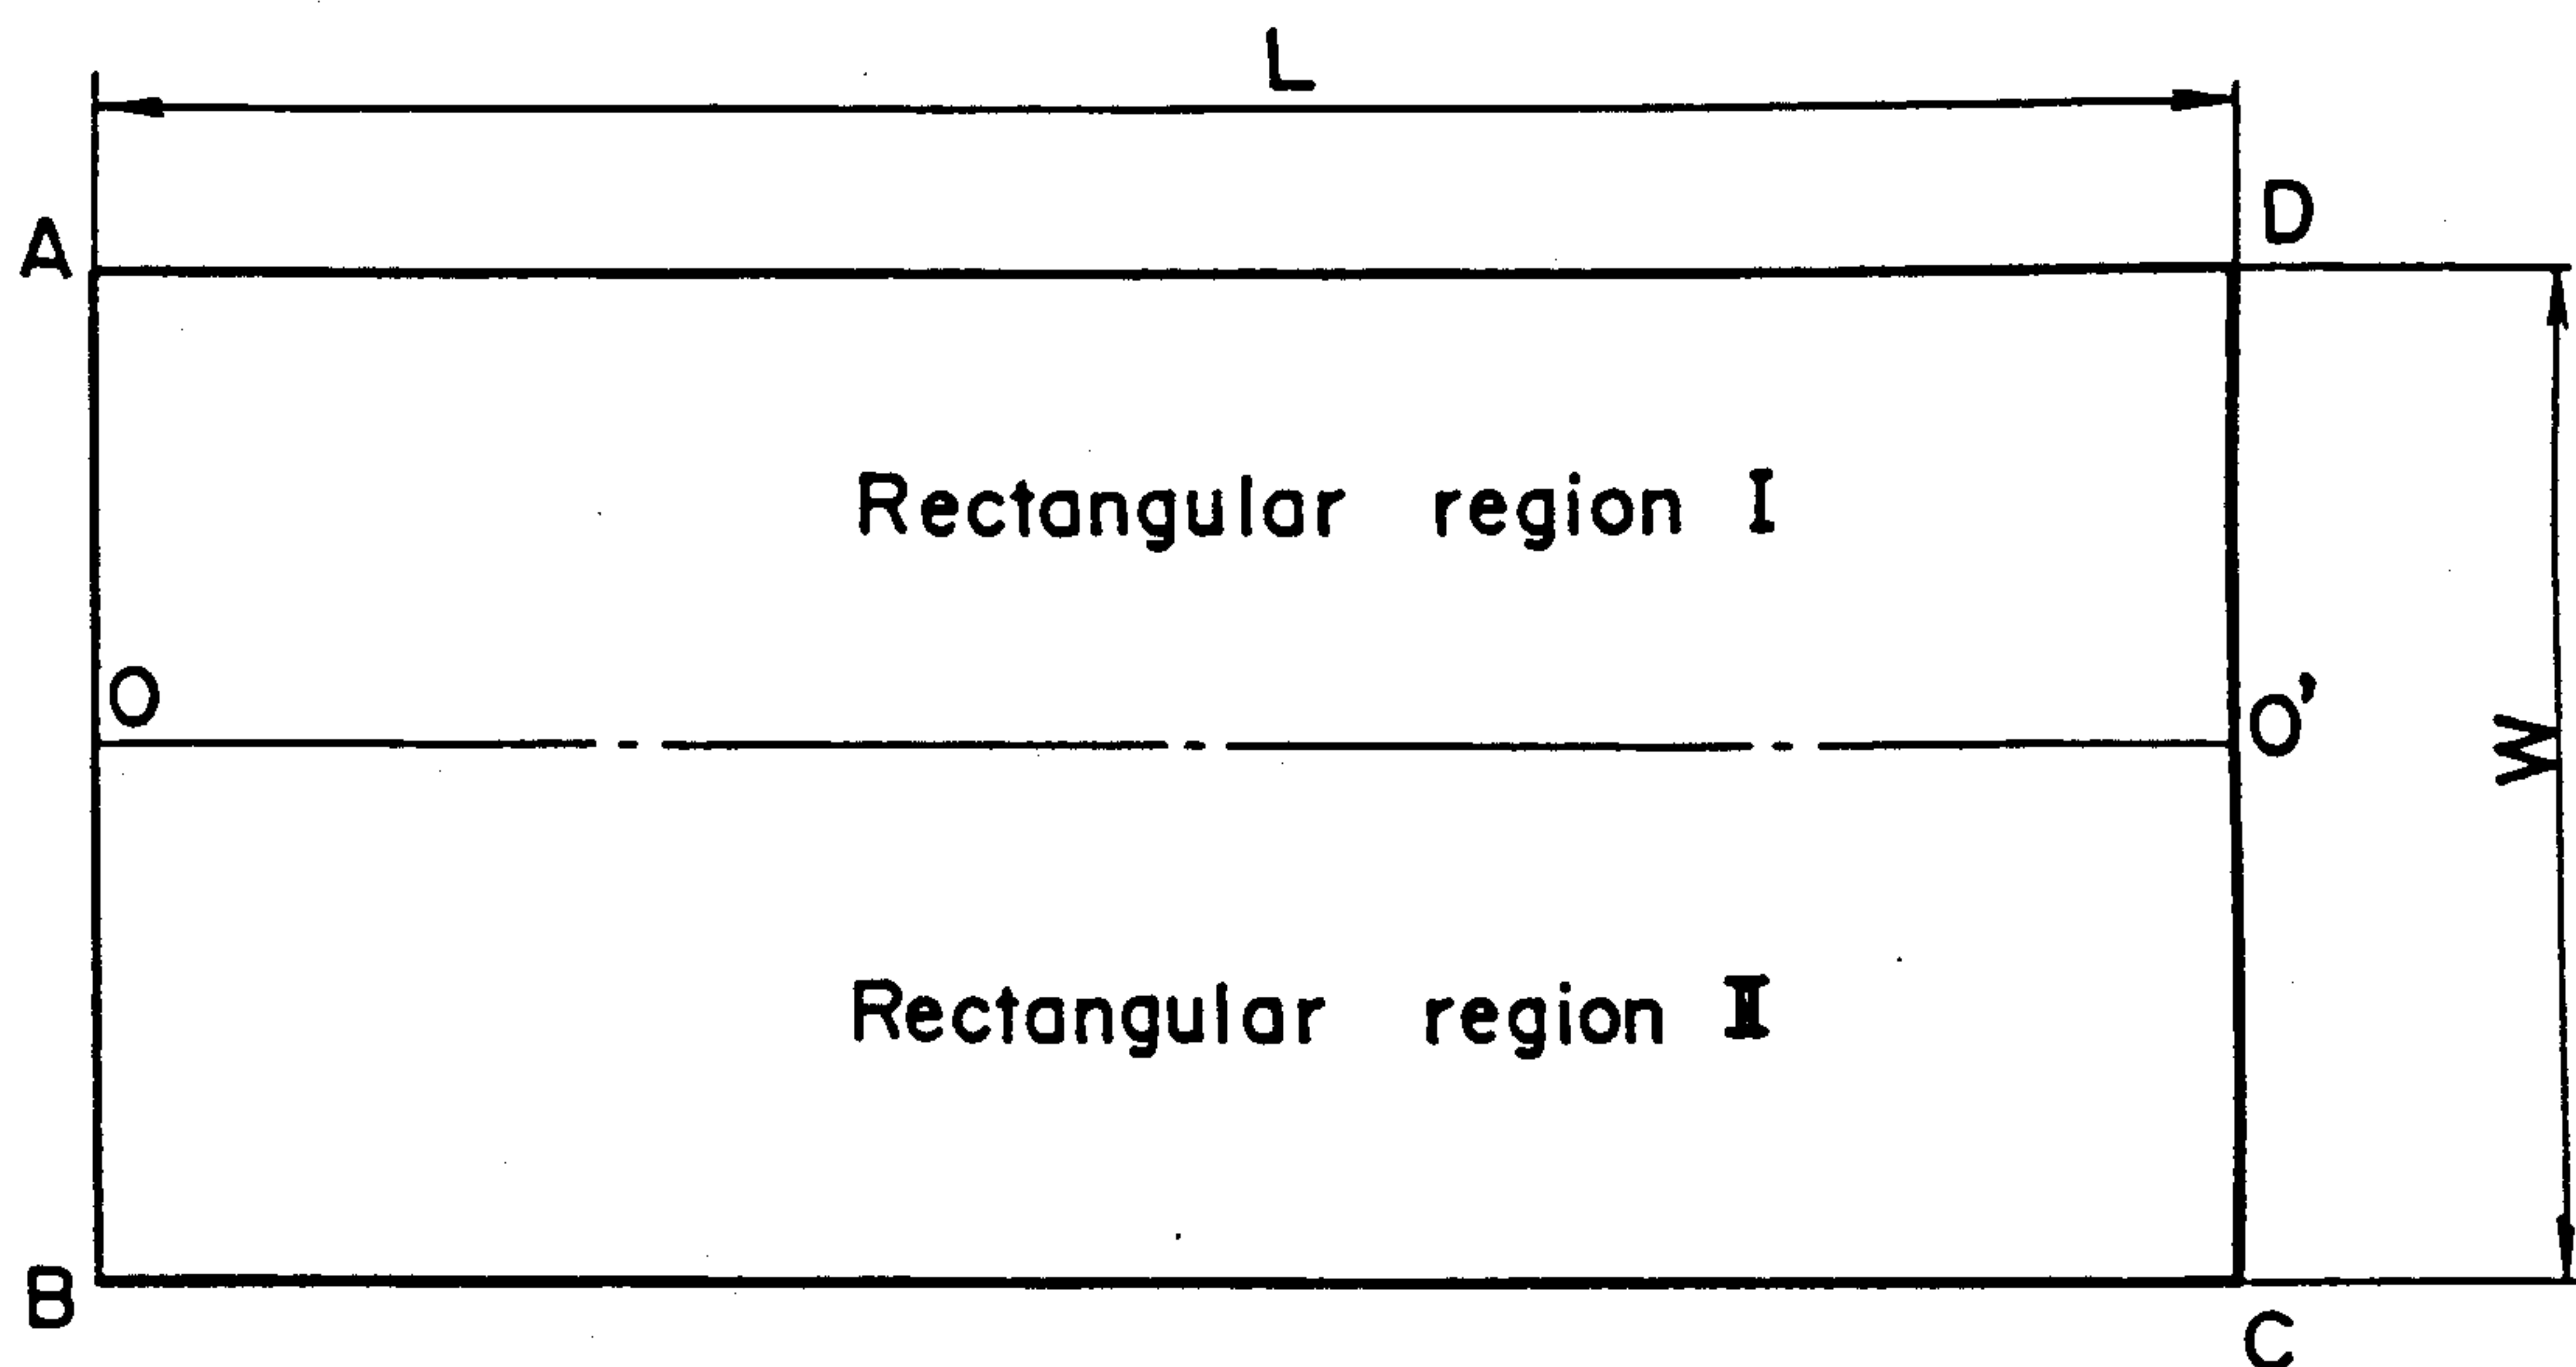 L
A
D
Rectangular region I
O
O'
W
Rectangular region II
B
C